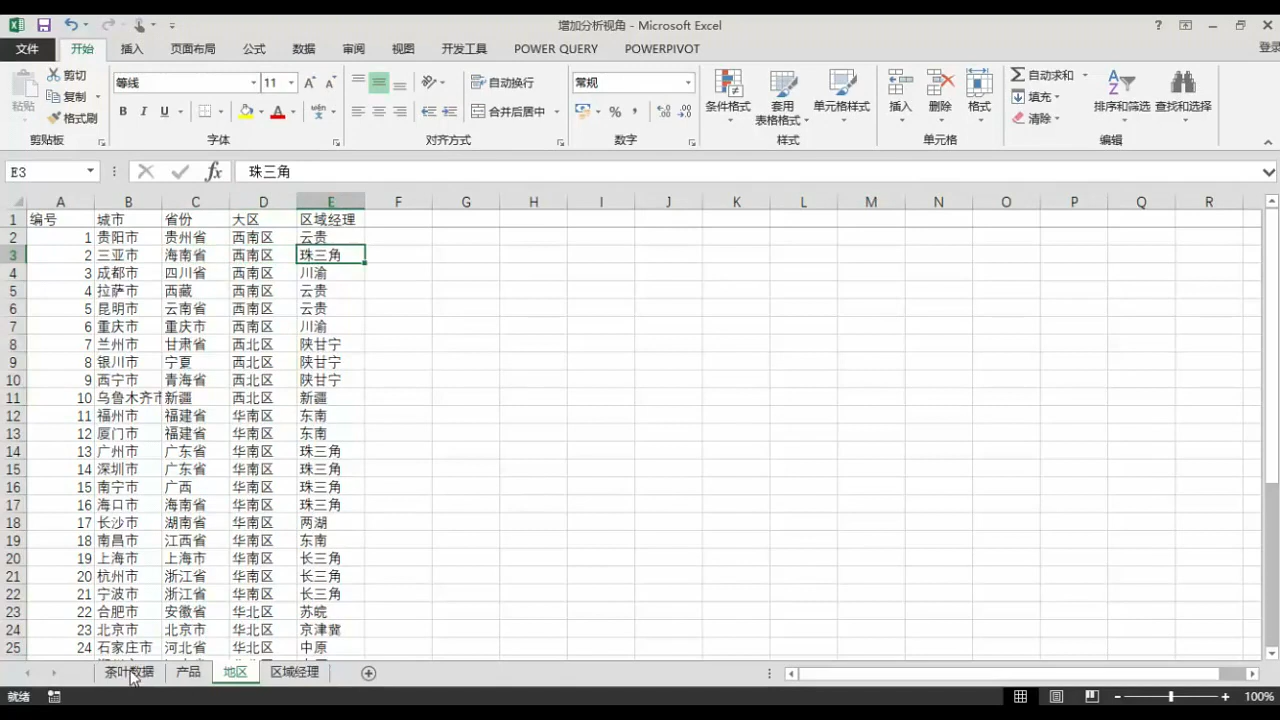 增加分析视角 - Microsoft Excel
文件 开始 插入 页面布局 公式 数据 审阅 视图 开发工具 POWER QUERY POWERPIVOT 登录
剪切 等线 11 自动换行 常规 自动求和
粘贴 复制 条件格式 套用 单元格样式 插入 删除 格式 填充 排序和筛选 查找和选择
格式刷 B I U 合并后居中 % 表格格式 清除
剪贴板 字体 对齐方式 数字 样式 单元格 编辑
E3 fx 珠三角
A B C D E F G H I J K L M N O P Q R
1 编号 城市 省份 大区 区域经理
2 1 贵阳市 贵州省 西南区 云贵
3 2 三亚市 海南省 西南区 珠三角
4 3 成都市 四川省 西南区 川渝
5 4 拉萨市 西藏 西南区 云贵
6 5 昆明市 云南省 西南区 云贵
7 6 重庆市 重庆市 西南区 川渝
8 7 兰州市 甘肃省 西北区 陕甘宁
9 8 银川市 宁夏 西北区 陕甘宁
10 9 西宁市 青海省 西北区 陕甘宁
11 10 乌鲁木齐市 新疆 西北区 新疆
12 11 福州市 福建省 华南区 东南
13 12 厦门市 福建省 华南区 东南
14 13 广州市 广东省 华南区 珠三角
15 14 深圳市 广东省 华南区 珠三角
16 15 南宁市 广西 华南区 珠三角
17 16 海口市 海南省 华南区 珠三角
18 17 长沙市 湖南省 华南区 两湖
19 18 南昌市 江西省 华南区 东南
20 19 上海市 上海市 华南区 长三角
21 20 杭州市 浙江省 华南区 长三角
22 21 宁波市 浙江省 华南区 长三角
23 22 合肥市 安徽省 华北区 苏皖
24 23 北京市 北京市 华北区 京津冀
25 24 石家庄市 河北省 华北区 中原
茶叶数据 产品 地区 区域经理
就绪 100%